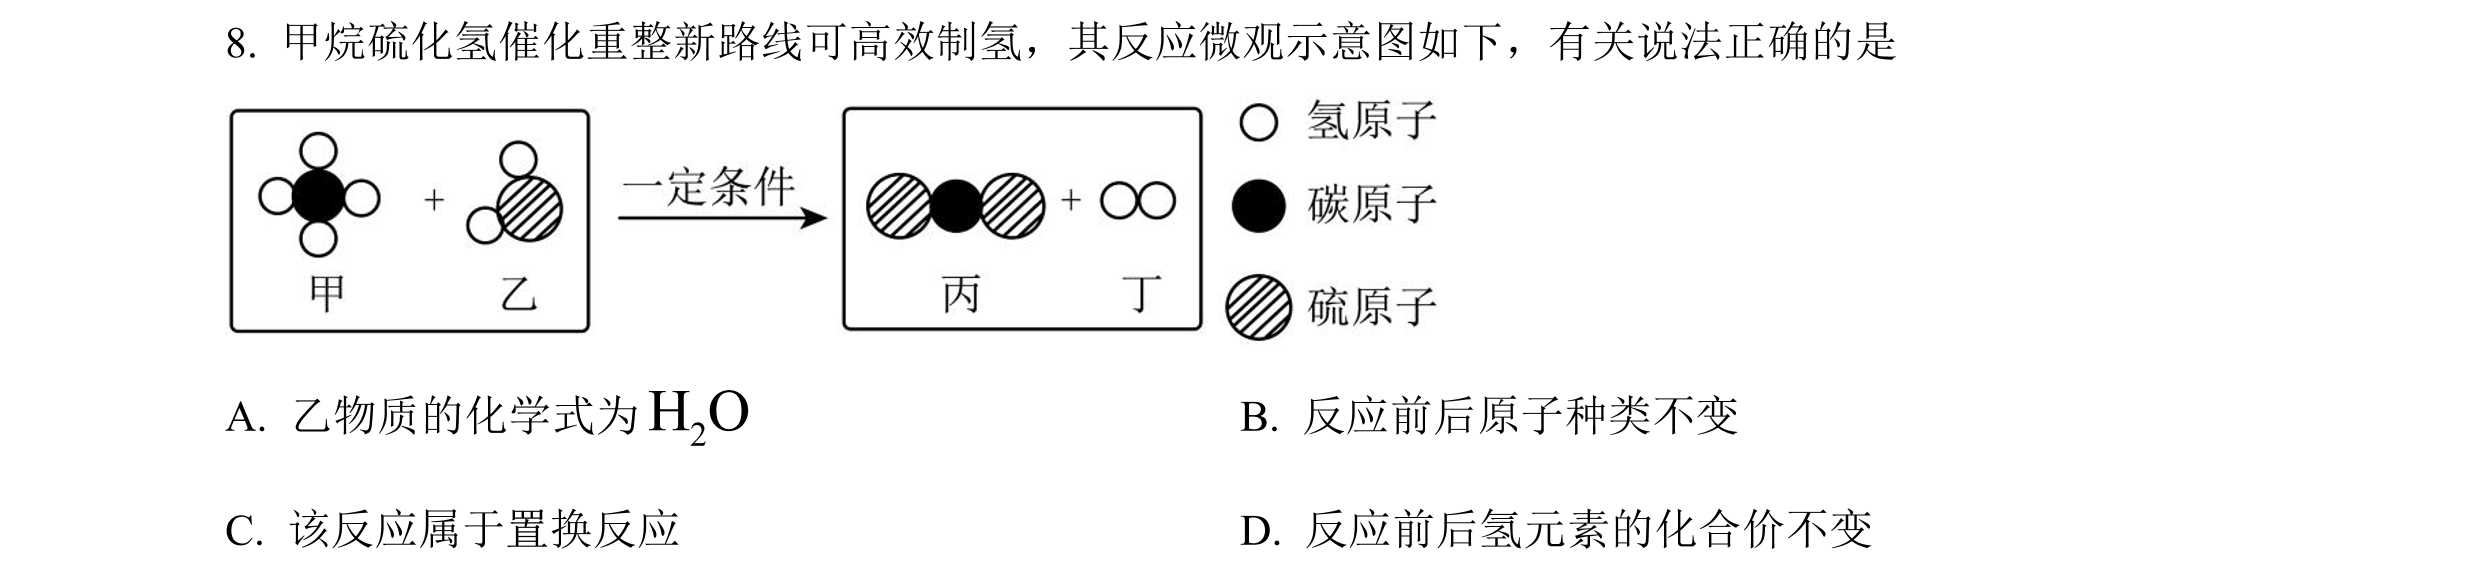 8. 甲烷硫化氢催化重整新路线可高效制氢，其反应微观示意图如下，有关说法正确的是
氢原子
+ 一定条件 + 碳原子
甲 乙 丙 丁 硫原子
A. 乙物质的化学式为 H₂O B. 反应前后原子种类不变
C. 该反应属于置换反应 D. 反应前后氢元素的化合价不变